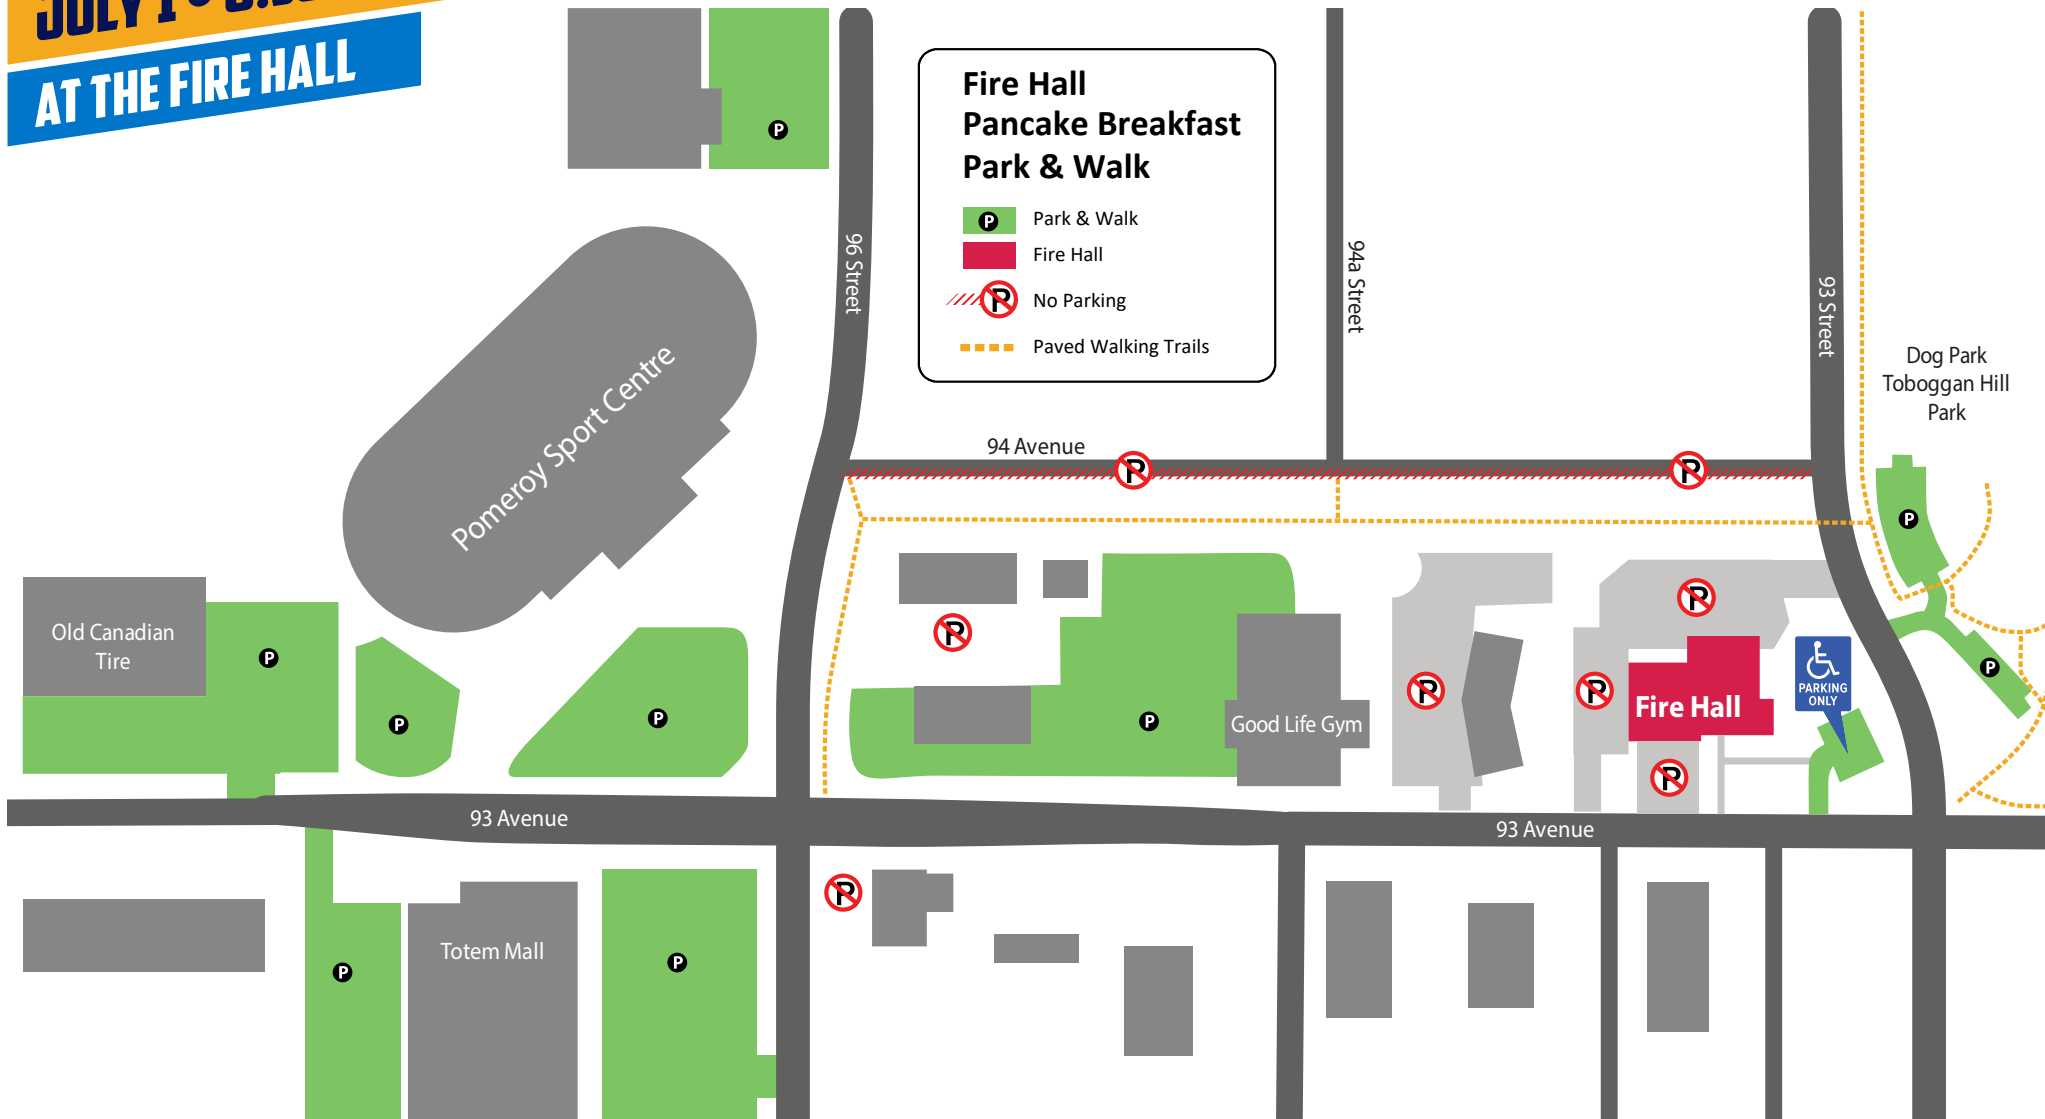 JULY 1
AT THE FIRE HALL
Fire Hall
Pancake Breakfast
Park & Walk
P
P Park & Walk
Fire Hall
P No Parking
Paved Walking Trails
96 Street
94a Street
93 Street
Dog Park
Toboggan Hill
Park
Pomeroy Sport Centre
94 Avenue
P
P
P
Old Canadian
Tire
P
P
P
P
P
Good Life Gym
P
P
P
Fire Hall
P
PARKING
ONLY
P
93 Avenue
93 Avenue
P
Totem Mall
P
P